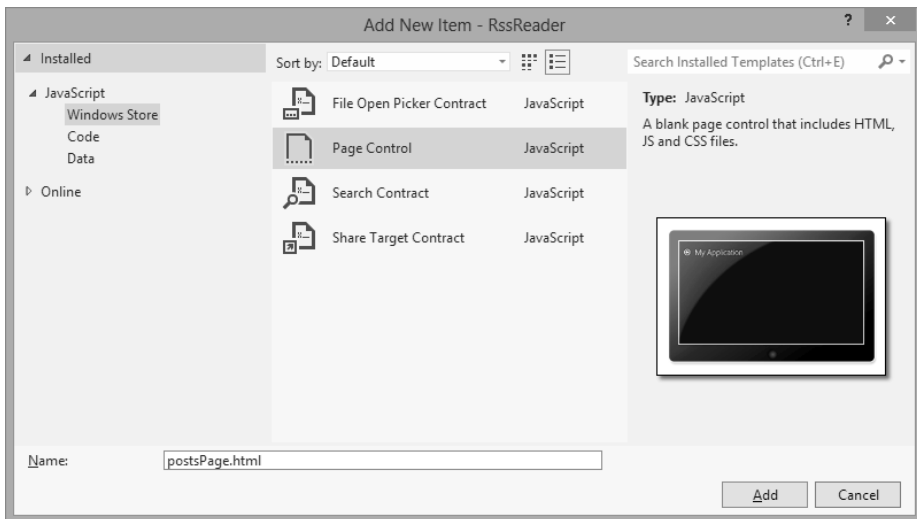 Add New Item - RssReader
? ×
Installed
Sort by: Default
Search Installed Templates (Ctrl+E)
JavaScript
Windows Store
Code
Data
Online
File Open Picker Contract JavaScript
Page Control JavaScript
Search Contract JavaScript
Share Target Contract JavaScript
Type: JavaScript
A blank page control that includes HTML,
JS and CSS files.
My Application
Name: postsPage.html
Add Cancel